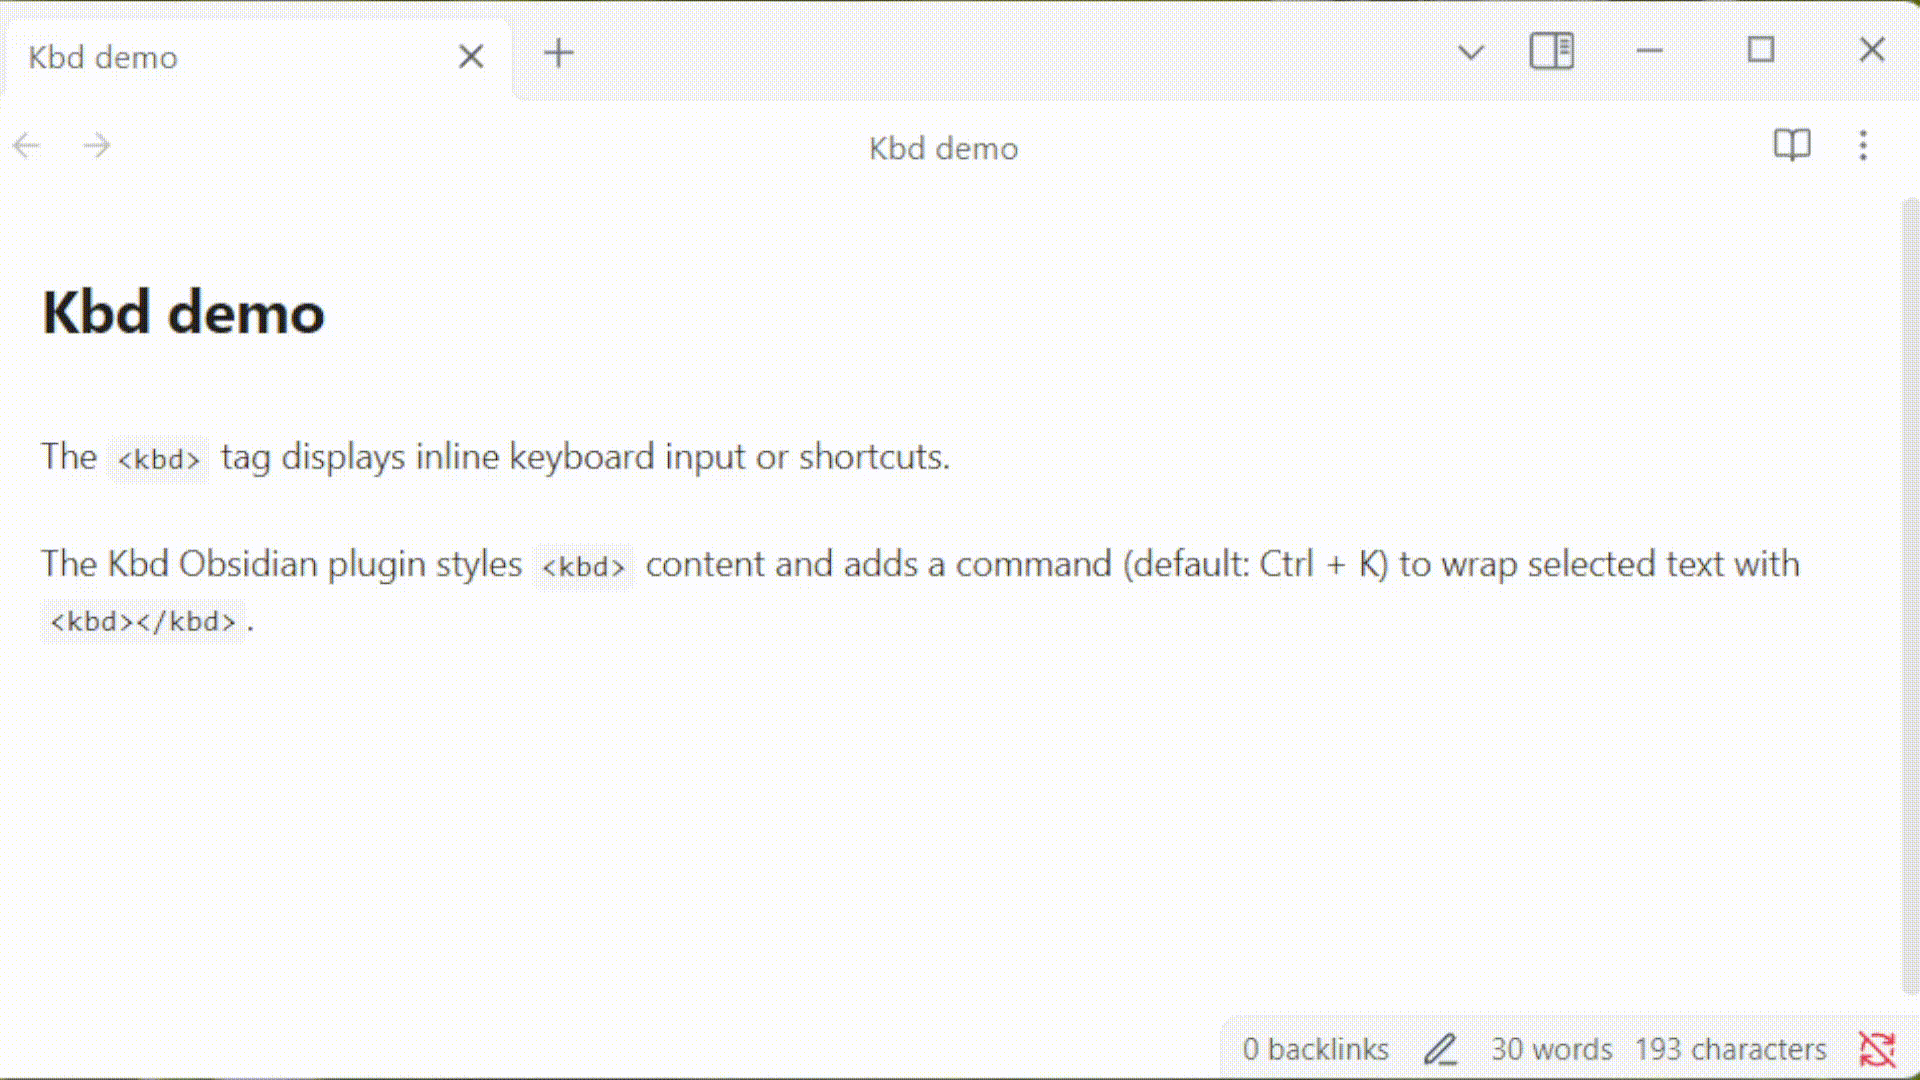 Kbd demo
Kbd demo
Kbd demo
The <kbd> tag displays inline keyboard input or shortcuts.
The Kbd Obsidian plugin styles <kbd> content and adds a command (default: Ctrl + K) to wrap selected text with
<kbd></kbd>.
0 backlinks 30 words 193 characters